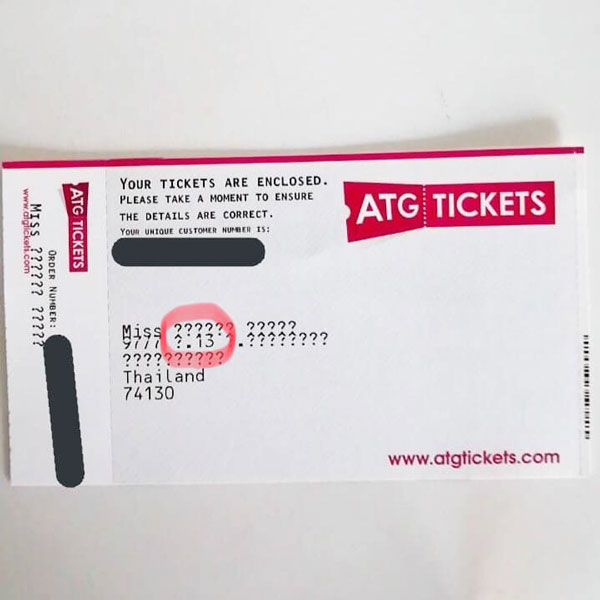 ATG TICKETS
www.atgtickets.com
ORDER NUMBER:
Miss ?????? ?????
YOUR TICKETS ARE ENCLOSED.
PLEASE TAKE A MOMENT TO ENSURE
THE DETAILS ARE CORRECT.
YOUR UNIQUE CUSTOMER NUMBER IS:
ATG TICKETS
Miss ?????? ?????
?.13 ?.????????
??????????
Thailand
74130
www.atgtickets.com